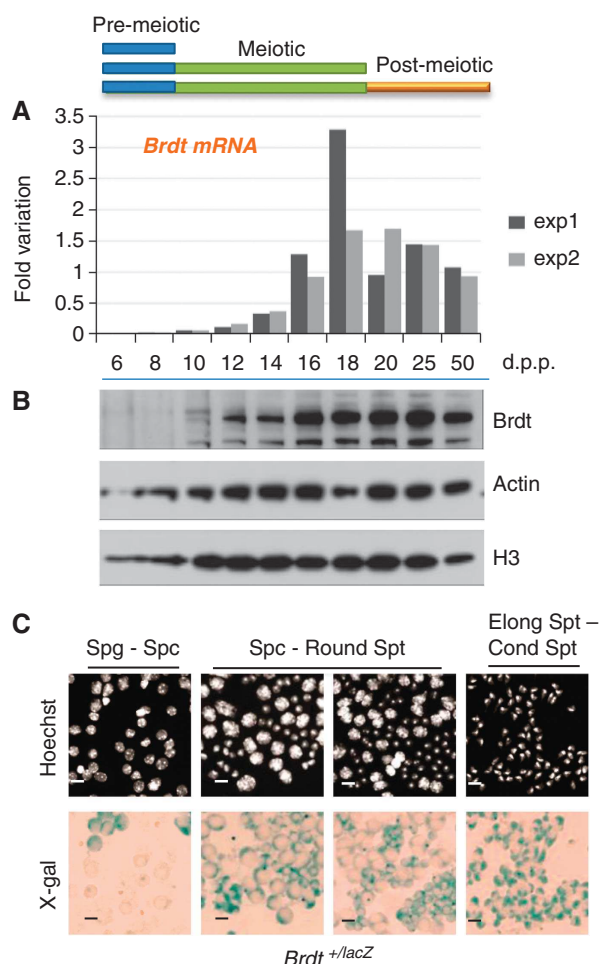 Pre-meiotic
Meiotic
Post-meiotic
A
Brdt mRNA
Fold variation
3.5
3
2.5
2
1.5
1
0.5
0
exp1
exp2
6 8 10 12 14 16 18 20 25 50 d.p.p.
B
Brdt
Actin
H3
C
Spg - Spc
Spc - Round Spt
Elong Spt –
Cond Spt
Hoechst
X-gal
Brdt +/lacZ